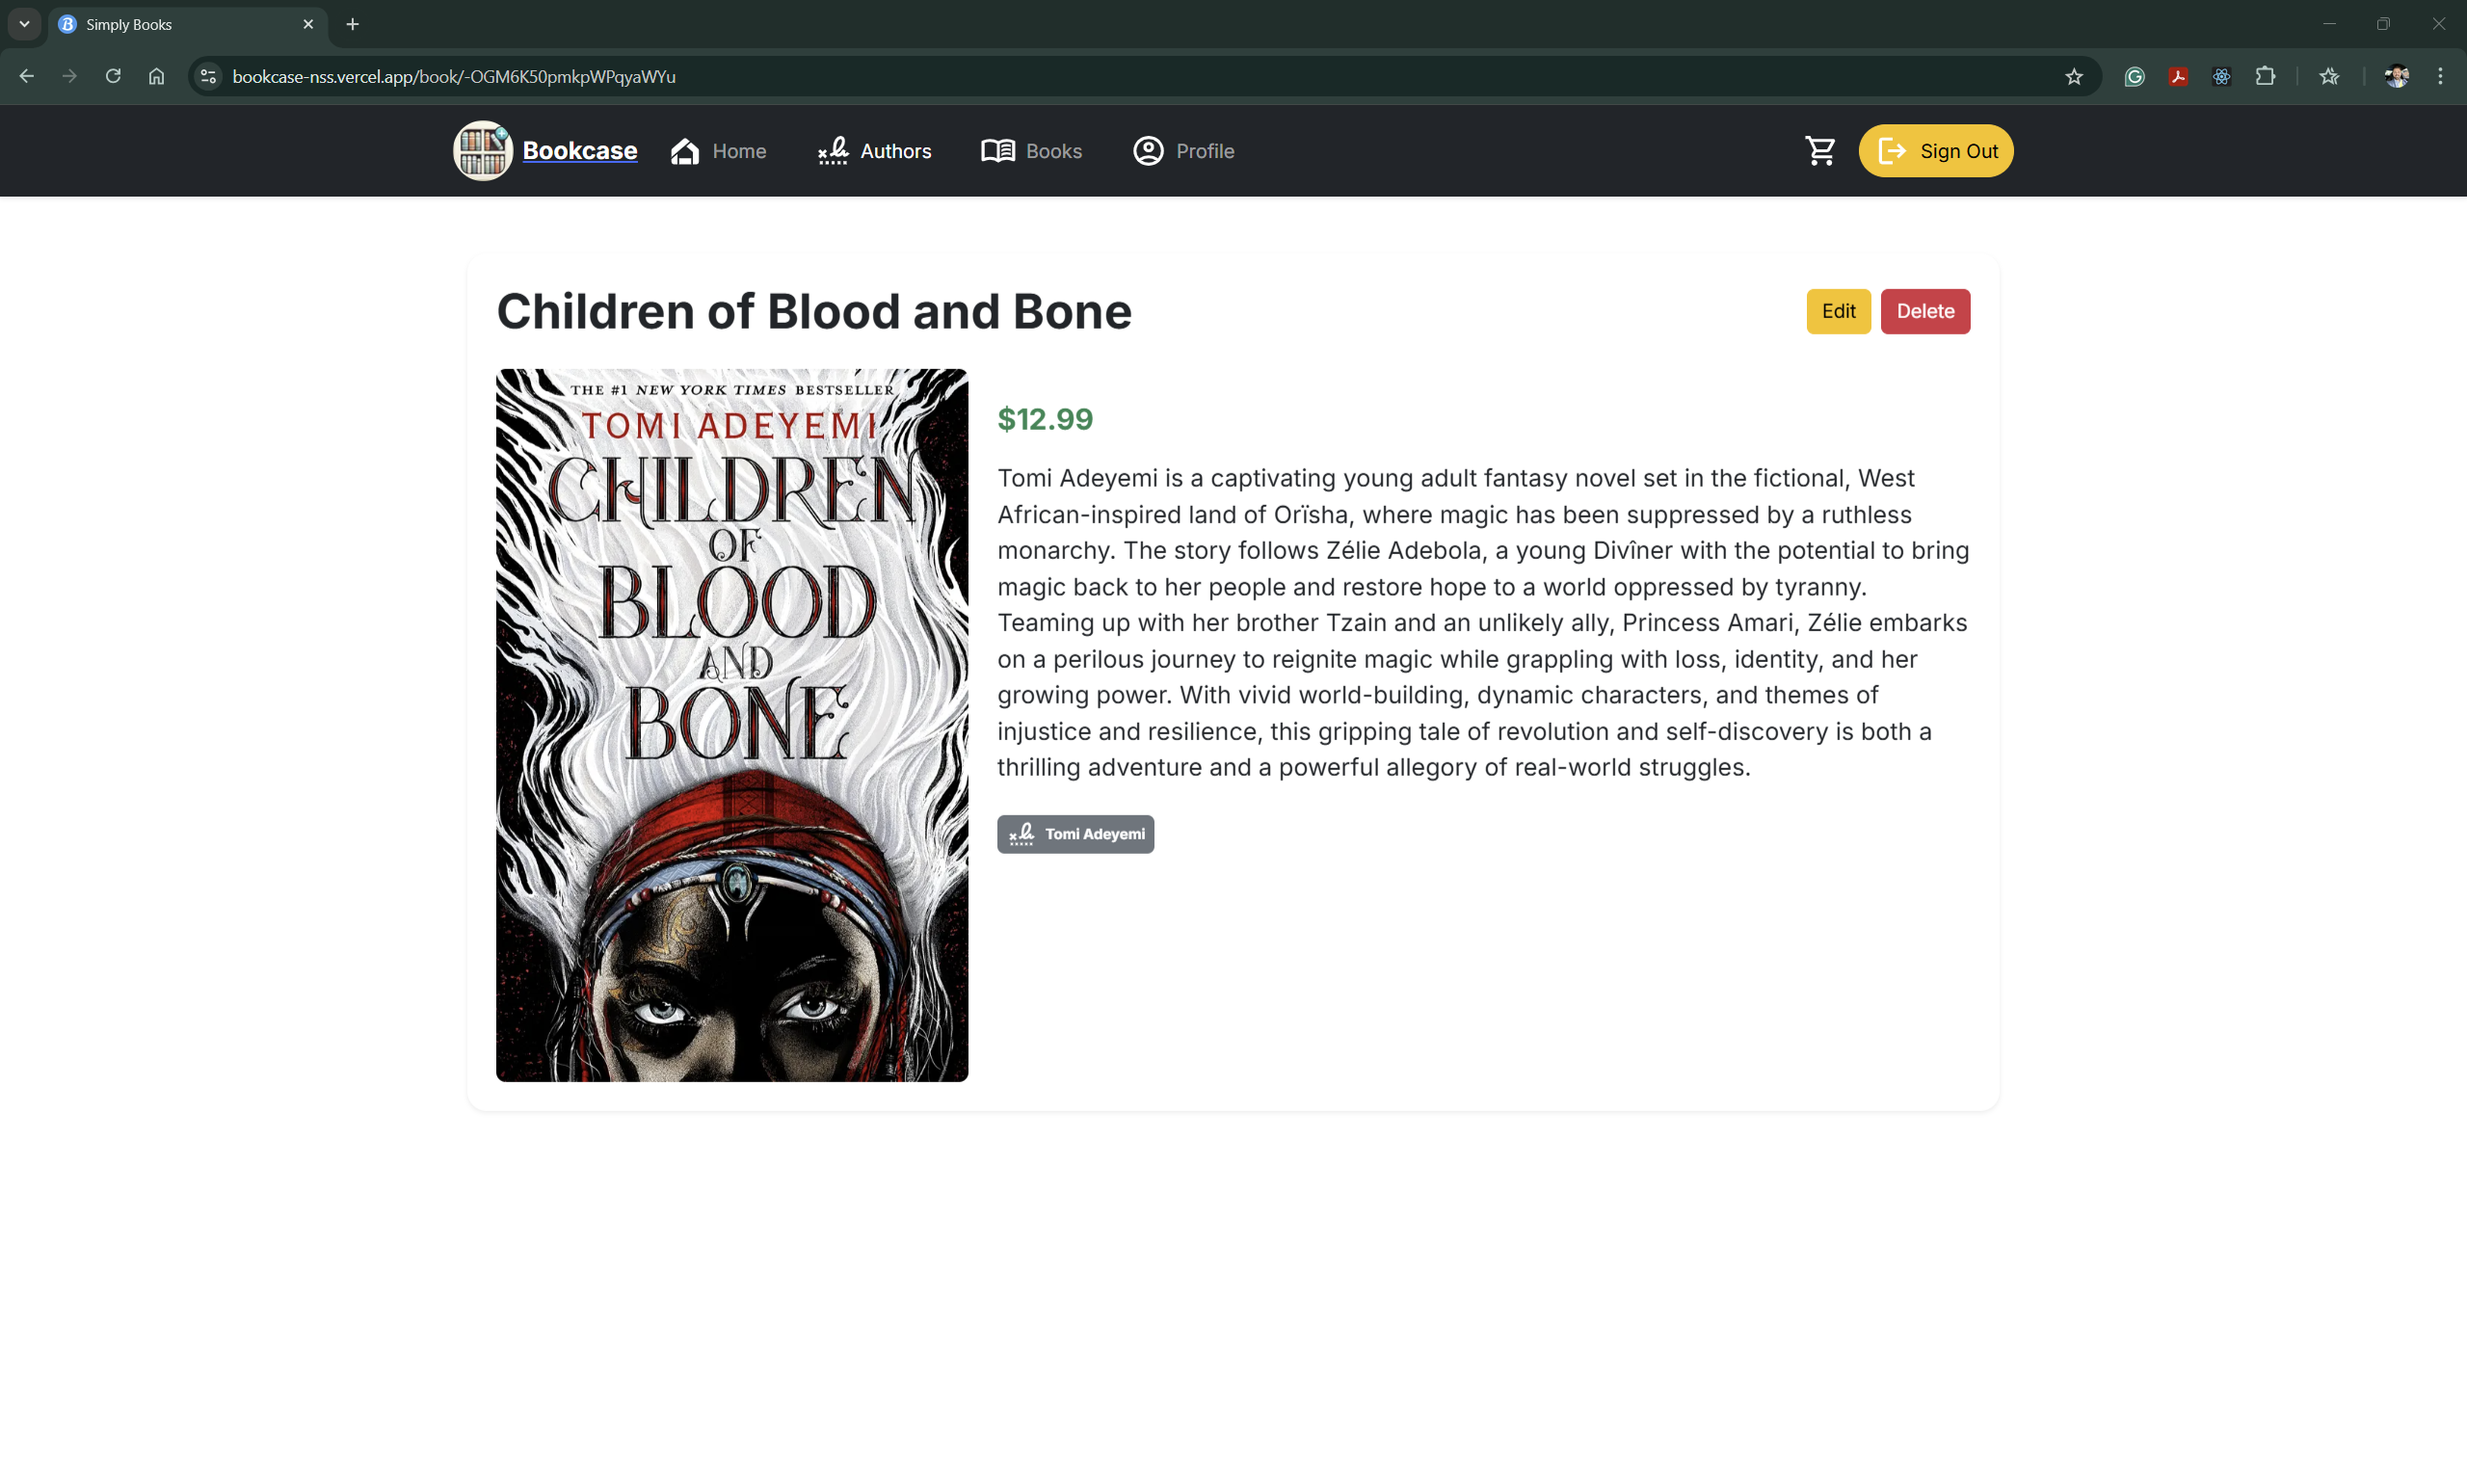 Simply Books
bookcase-nss.vercel.app/book/-OGM6K50pmkpWPqyaWYu
Bookcase
Home
Authors
Books
Profile
Sign Out
Children of Blood and Bone
Edit
Delete
THE #1 NEW YORK TIMES BESTSELLER
TOMI ADEYEMI
CHILDREN
OF
BLOOD
AND
BONE
$12.99
Tomi Adeyemi is a captivating young adult fantasy novel set in the fictional, West
African-inspired land of Orïsha, where magic has been suppressed by a ruthless
monarchy. The story follows Zélie Adebola, a young Divîner with the potential to bring
magic back to her people and restore hope to a world oppressed by tyranny.
Teaming up with her brother Tzain and an unlikely ally, Princess Amari, Zélie embarks
on a perilous journey to reignite magic while grappling with loss, identity, and her
growing power. With vivid world-building, dynamic characters, and themes of
injustice and resilience, this gripping tale of revolution and self-discovery is both a
thrilling adventure and a powerful allegory of real-world struggles.
Tomi Adeyemi